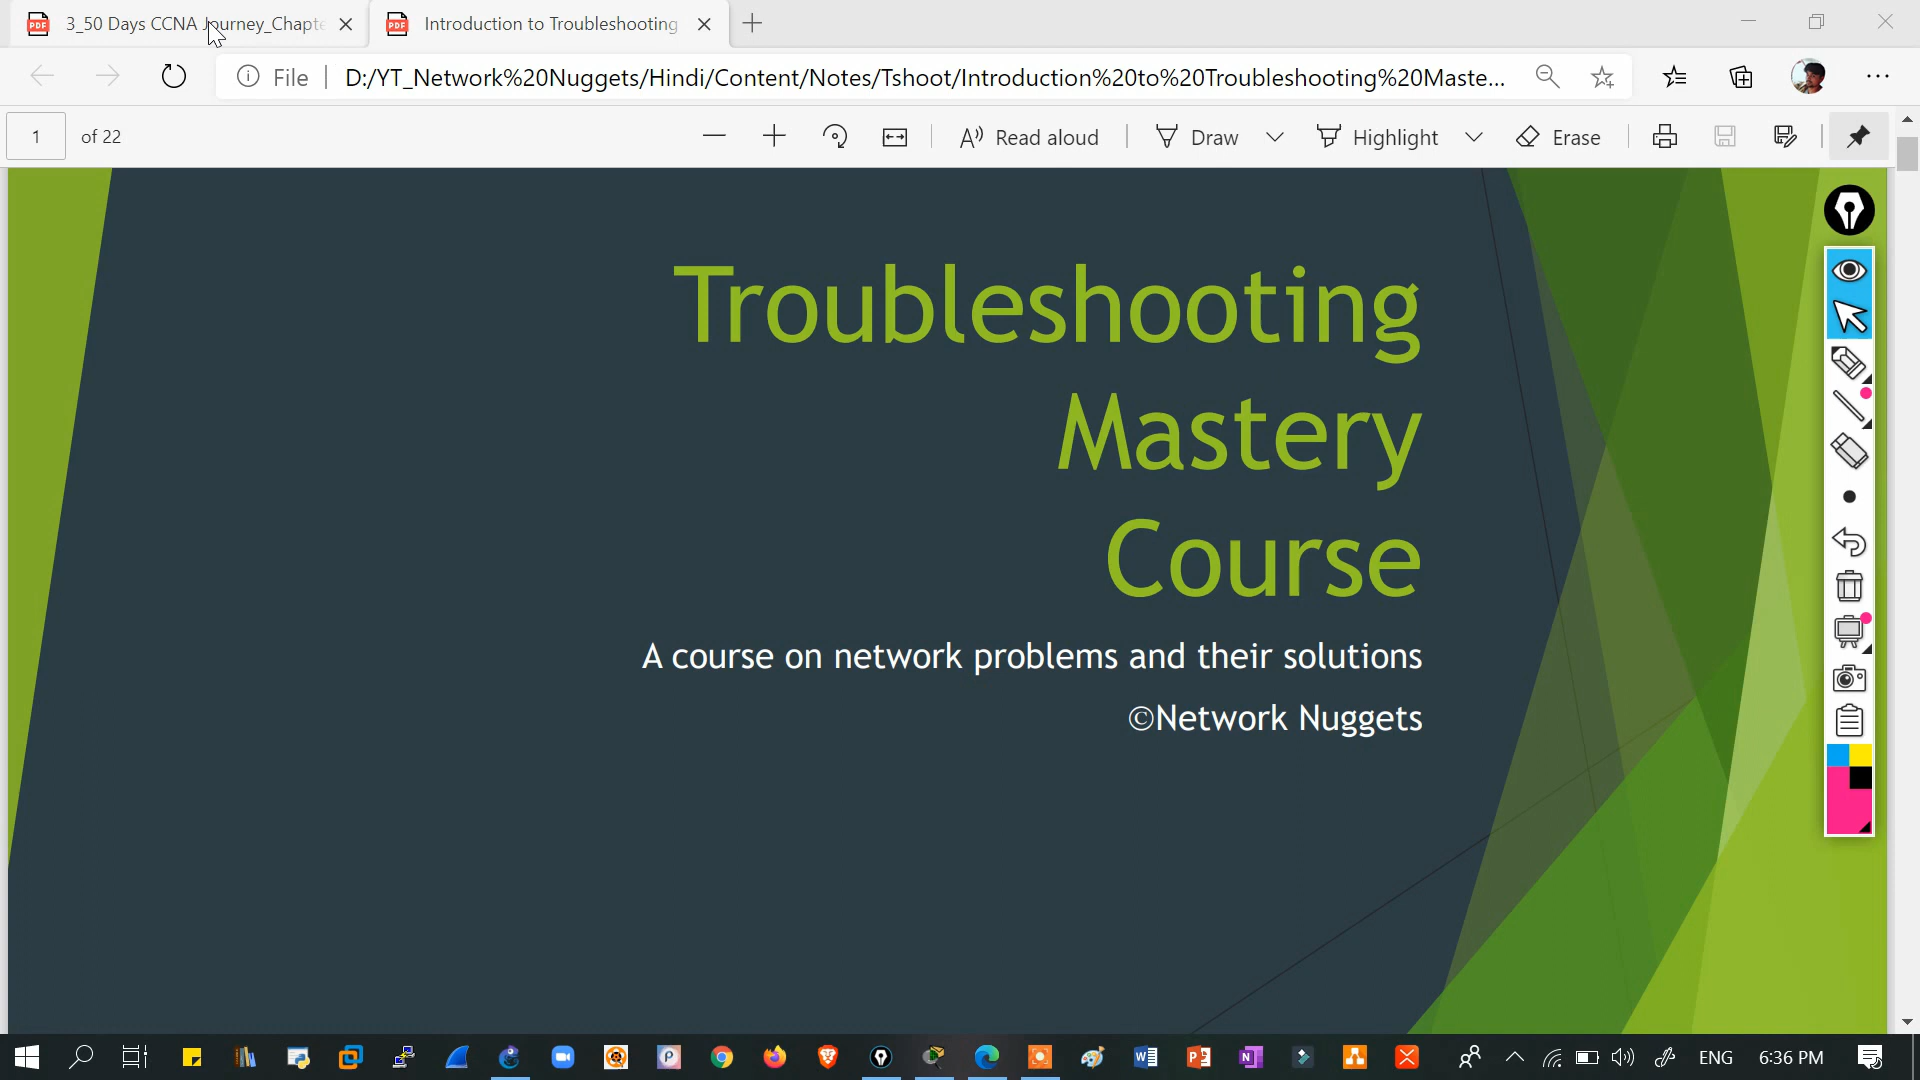 3_50 Days CCNA Journey_Chapte
Introduction to Troubleshooting
File
D:/YT_Network%20Nuggets/Hindi/Content/Notes/Tshoot/Introduction%20to%20Troubleshooting%20Maste...
1 of 22
Read aloud
Draw
Highlight
Erase
Troubleshooting
Mastery
Course
A course on network problems and their solutions
©Network Nuggets
ENG
6:36 PM